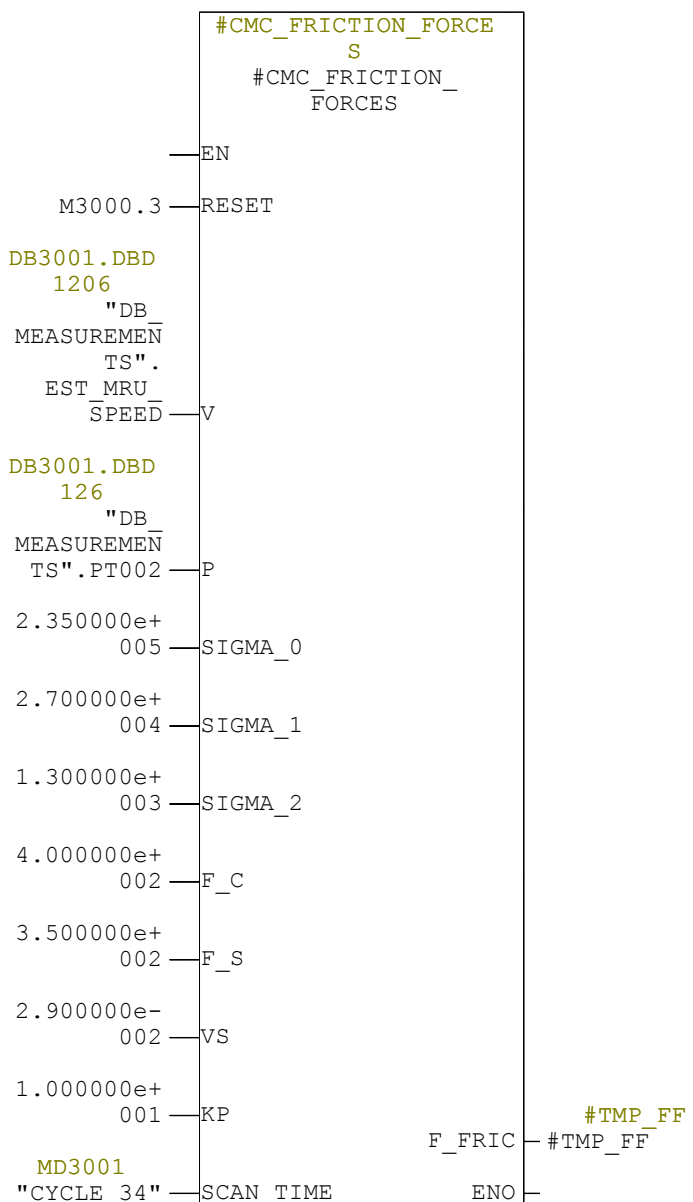 #CMC_FRICTION_FORCE
S
#CMC_FRICTION_
FORCES
EN
M3000.3
RESET
DB3001.DBD
1206
"DB_
MEASUREMEN
TS".
EST_MRU_
SPEED
V
DB3001.DBD
126
"DB_
MEASUREMEN
TS".PT002
P
2.350000e+
005
SIGMA_0
2.700000e+
004
SIGMA_1
1.300000e+
003
SIGMA_2
4.000000e+
002
F_C
3.500000e+
002
F_S
2.900000e-
002
VS
1.000000e+
001
KP
#TMP_FF
F_FRIC
#TMP_FF
MD3001
"CYCLE_34"
SCAN_TIME
ENO